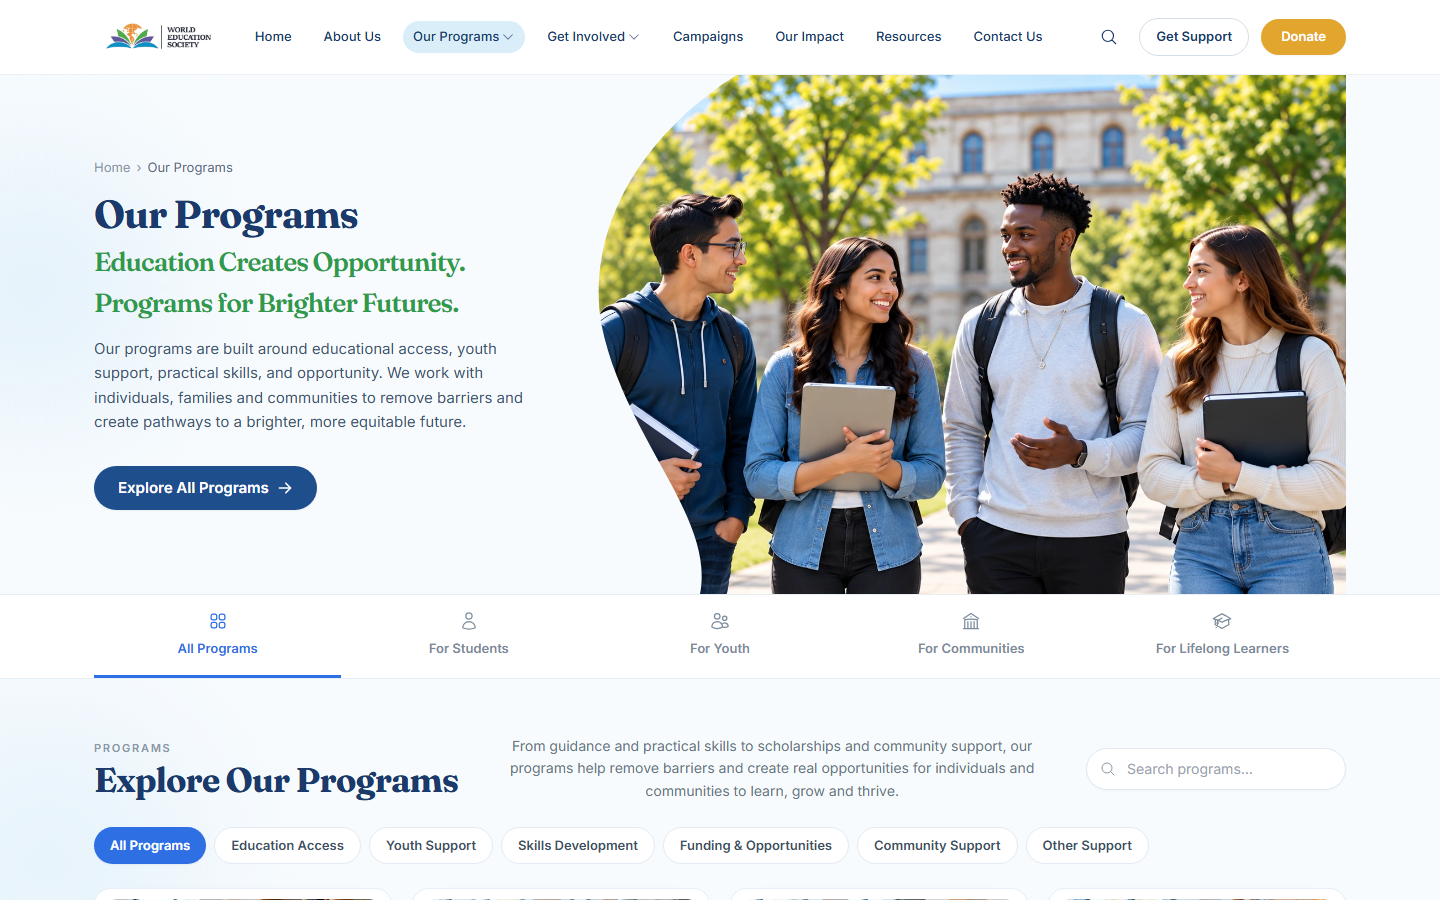 WORLD
EDUCATION
SOCIETY
Home
About Us
Our Programs
Get Involved
Campaigns
Our Impact
Resources
Contact Us
Get Support
Donate
Home › Our Programs
Our Programs
Education Creates Opportunity.
Programs for Brighter Futures.
Our programs are built around educational access, youth
support, practical skills, and opportunity. We work with
individuals, families and communities to remove barriers and
create pathways to a brighter, more equitable future.
Explore All Programs →
All Programs
For Students
For Youth
For Communities
For Lifelong Learners
PROGRAMS
Explore Our Programs
From guidance and practical skills to scholarships and community support, our
programs help remove barriers and create real opportunities for individuals and
communities to learn, grow and thrive.
Search programs...
All Programs
Education Access
Youth Support
Skills Development
Funding & Opportunities
Community Support
Other Support